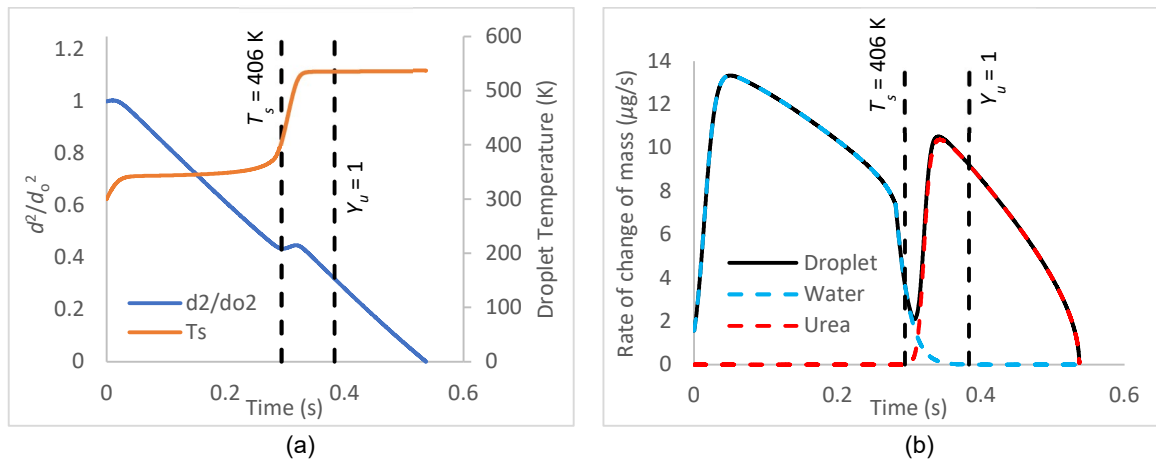 1.2
1
0.8
0.6
0.4
0.2
0
d²/dₒ²
600
500
400
300
200
100
0
Droplet Temperature (K)
Tₛ = 406 K
Yᵤ = 1
d2/do2
Ts
0
0.2
0.4
0.6
Time (s)
(a)
14
12
10
8
6
4
2
0
Rate of change of mass (µg/s)
Tₛ = 406 K
Yᵤ = 1
Droplet
Water
Urea
0
0.2
0.4
0.6
Time (s)
(b)